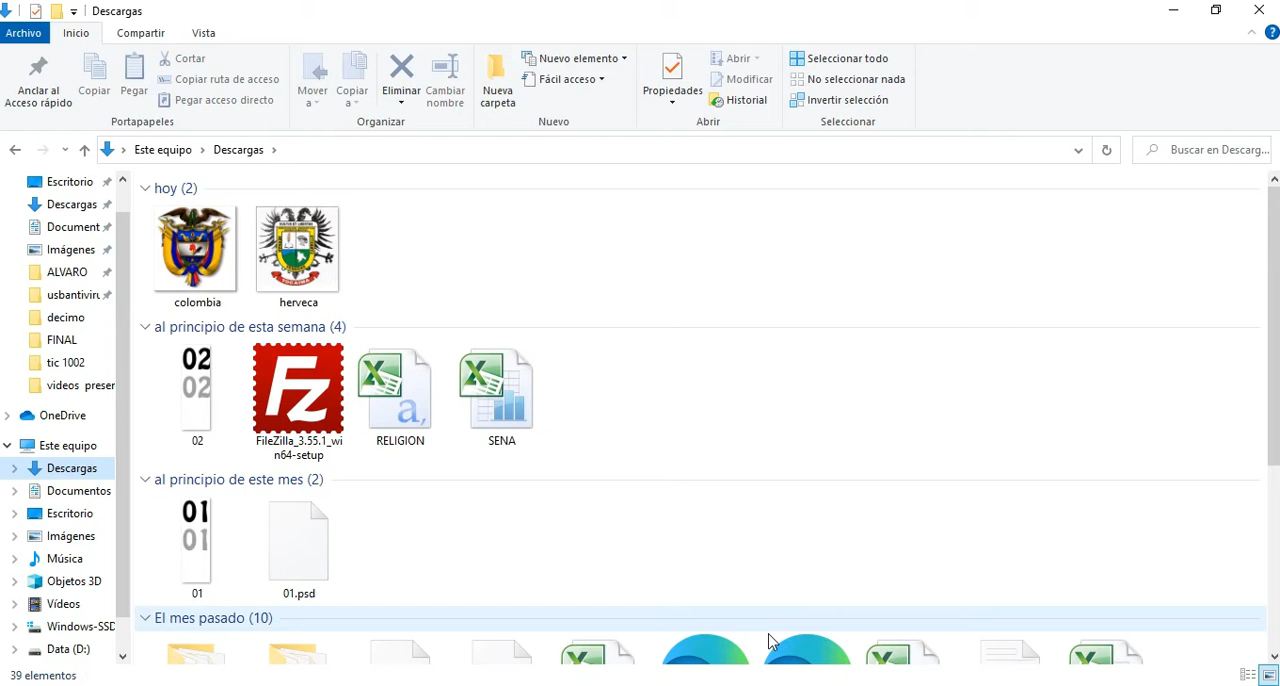 Descargas
Archivo Inicio Compartir Vista
Anclar al
Acceso rápido
Copiar
Pegar
Cortar
Copiar ruta de acceso
Pegar acceso directo
Portapapeles
Mover
a
Copiar
a
Eliminar
Cambiar
nombre
Organizar
Nueva
carpeta
Nuevo elemento
Fácil acceso
Nuevo
Propiedades
Abrir
Modificar
Historial
Abrir
Seleccionar todo
No seleccionar nada
Invertir selección
Seleccionar
Este equipo > Descargas >
Buscar en Descarg...
Escritorio
Descargas
Document
Imágenes
ALVARO
usbantiviru
decimo
FINAL
tic 1002
videos preser
OneDrive
Este equipo
Descargas
Documentos
Escritorio
Imágenes
Música
Objetos 3D
Vídeos
Windows-SSD
Data (D:)
hoy (2)
colombia
herveca
al principio de esta semana (4)
02
02
02
Fz
FileZilla_3.55.1_wi
n64-setup
a,
RELIGION
SENA
al principio de este mes (2)
01
01
01
01.psd
El mes pasado (10)
39 elementos